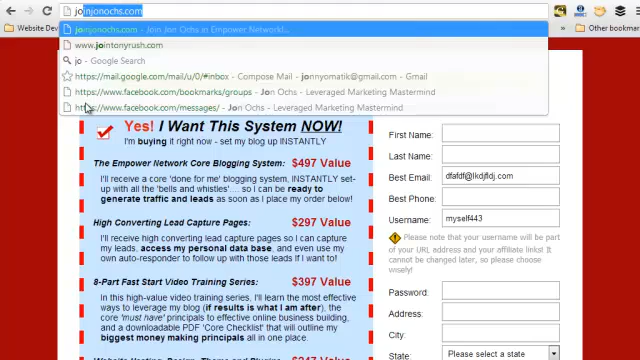 joinjonochs.com
Website Dev
Other bookmar
joinjonochs.com - Join Jon Ochs in Empower Network!...
www.jointonyrush.com
jo - Google Search
https://mail.google.com/mail/u/0/#inbox - Compose Mail - jonnyomatik@gmail.com - Gmail
https://www.facebook.com/bookmarks/groups - Jon Ochs - Leveraged Marketing Mastermind
https://www.facebook.com/messages/ - Jon Ochs - Leveraged Marketing Mastermind
Yes! I Want This System NOW!
I'm buying it right now - set my blog up INSTANTLY
The Empower Network Core Blogging System: $497 Value
I'll receive a core 'done for me' blogging system, INSTANTLY set-
up with all the 'bells and whistles'.... so I can be ready to
generate traffic and leads as soon as I place my order below!
High Converting Lead Capture Pages: $297 Value
I'll receive high converting lead capture pages so I can capture
my leads, access my personal data base, and even use my
own auto-responder to follow up with those leads if I want to!
8-Part Fast Start Video Training Series: $397 Value
In this high-value video training series, I'll learn the most effective
ways to leverage my blog (if results is what I am after), the
core 'must have' principals to effective online business building,
and a downloadable PDF 'Core Checklist' that will outline my
biggest money making principals all in one place.
First Name:
Last Name:
Best Email: dfafdf@lkdjfldj.com
Best Phone:
Username: myself443
Please note that your username will be part
of your URL address and your affiliate links! It
cannot be changed later, so please choose
wisely!
Password:
Address:
City:
State: Please select a state